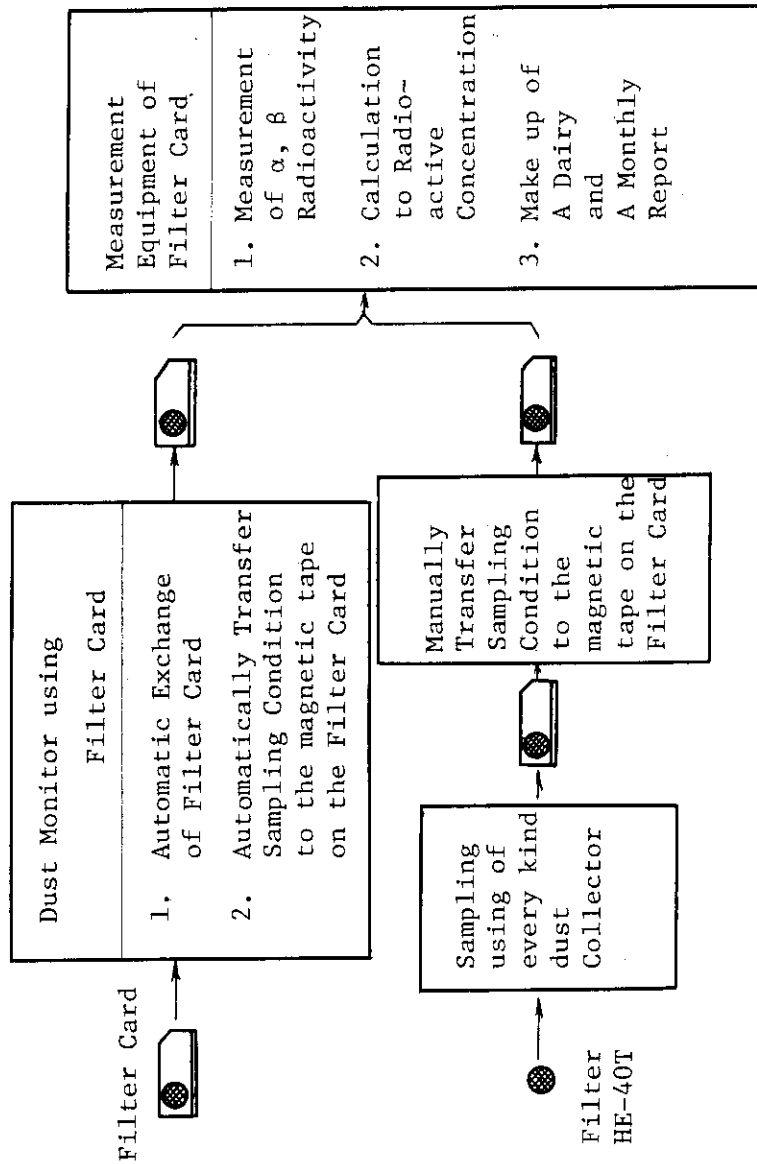 Filter Card
Dust Monitor using
Filter Card
1. Automatic Exchange
of Filter Card
2. Automatically Transfer
Sampling Condition
to the magnetic tape
on the Filter Card
Filter
HE-40T
Sampling
using of
every kind
dust
Collector
Manually
Transfer
Sampling
Condition
to the
magnetic
tape on the
Filter Card
Measurement
Equipment of
Filter Card
1. Measurement
of α, β
Radioactivity
2. Calculation
to Radio~
active
Concentration
3. Make up of
A Dairy
and
A Monthly
Report